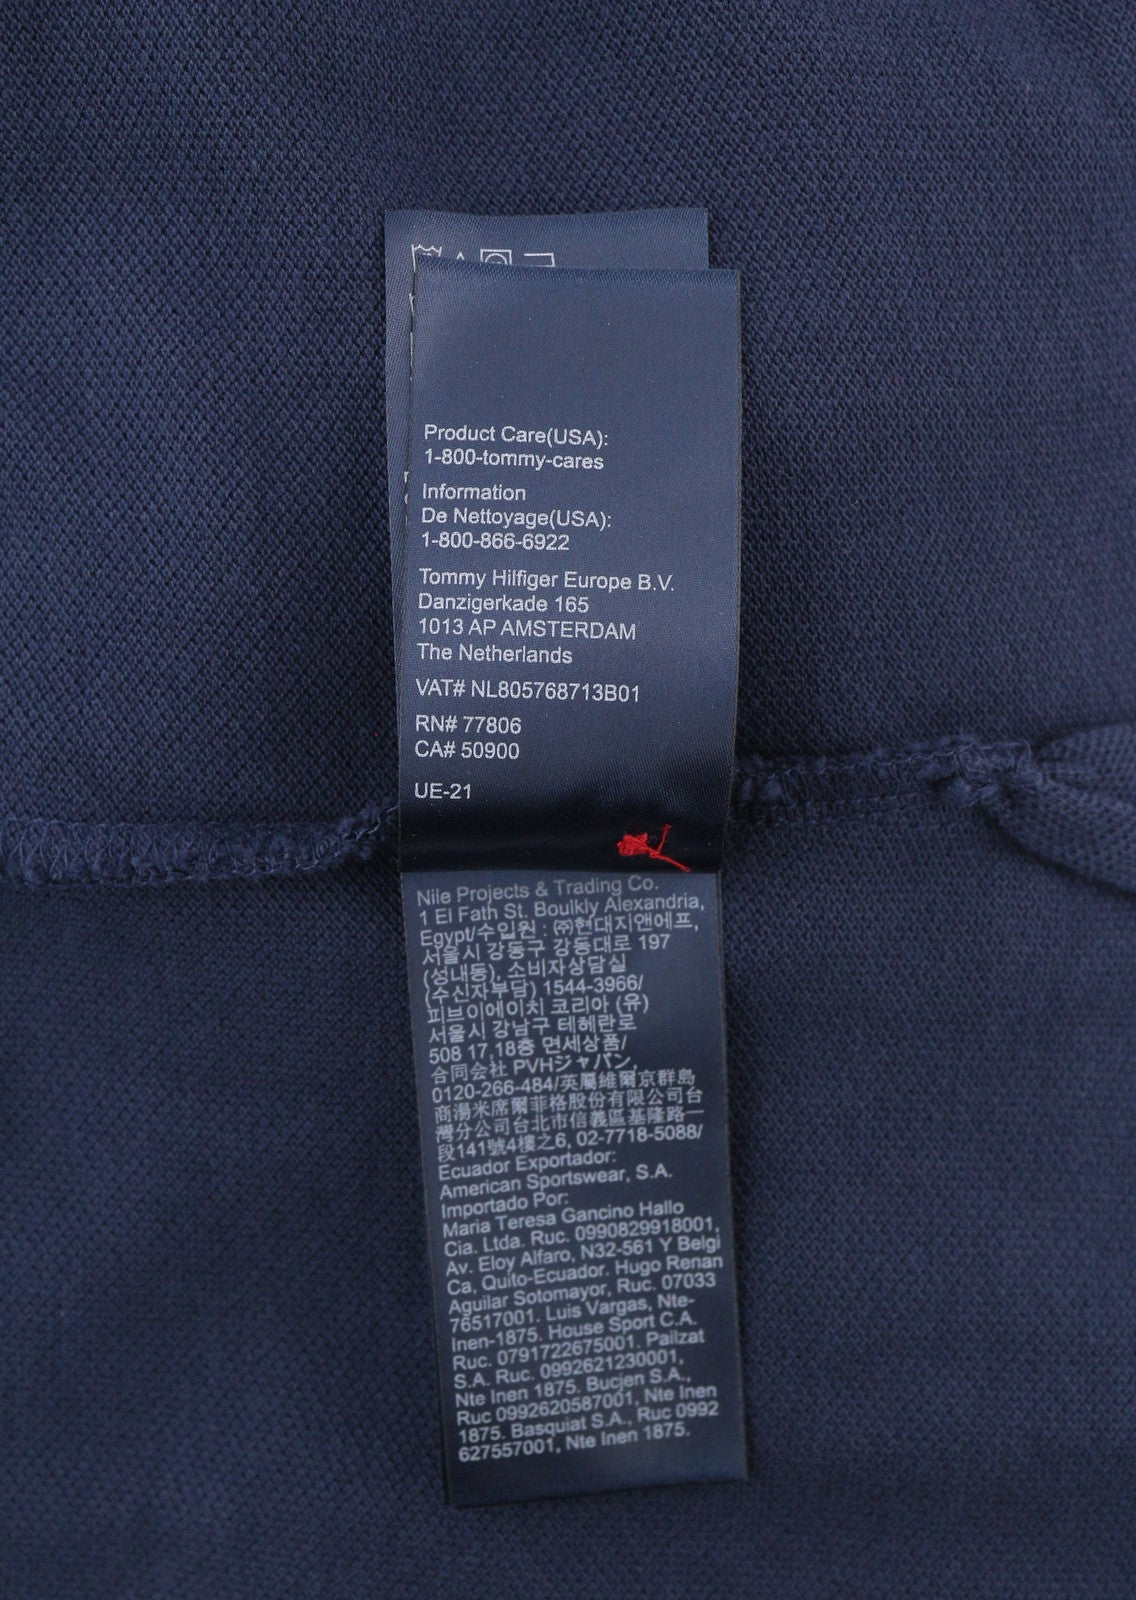 Product Care(USA):
1-800-tommy-cares
Information
De Nettoyage(USA):
1-800-866-6922
Tommy Hilfiger Europe B.V.
Danzigerkade 165
1013 AP AMSTERDAM
The Netherlands
VAT# NL805768713B01
RN# 77806
CA# 50900
UE-21
Nile Projects & Trading Co.
1 El Fath St. Boulkly Alexandria,
Egypt/수입원 : ㈜현대지앤에프,
서울시 강동구 강동대로 197
(성내동), 소비자상담실
(수신자부담) 1544-3966/
피브이에이치 코리아 (유)
서울시 강남구 테헤란로
508 17,18층 면세상품/
合同会社 PVHジャパン,
0120-266-484/英屬維爾京群島
商湯米席爾菲格股份有限公司台
灣分公司台北市信義區基隆路一
段141號4樓之6, 02-7718-5088/
Ecuador Exportador:
American Sportswear, S.A.
Importado Por:
Maria Teresa Gancino Hallo
Cia. Ltda. Ruc. 0990829918001,
Av. Eloy Alfaro, N32-561 Y Belgi
Ca, Quito-Ecuador. Hugo Renan
Aguilar Sotomayor, Ruc. 07033
76517001. Luis Vargas, Nte-
Inen-1875. House Sport C.A.
Ruc. 0791722675001. Pailzat
S.A. Ruc. 0992621230001,
Nte Inen 1875. Bucjen S.A.,
Ruc 0992620587001, Nte Inen
1875. Basquiat S.A., Ruc 0992
627557001, Nte Inen 1875.